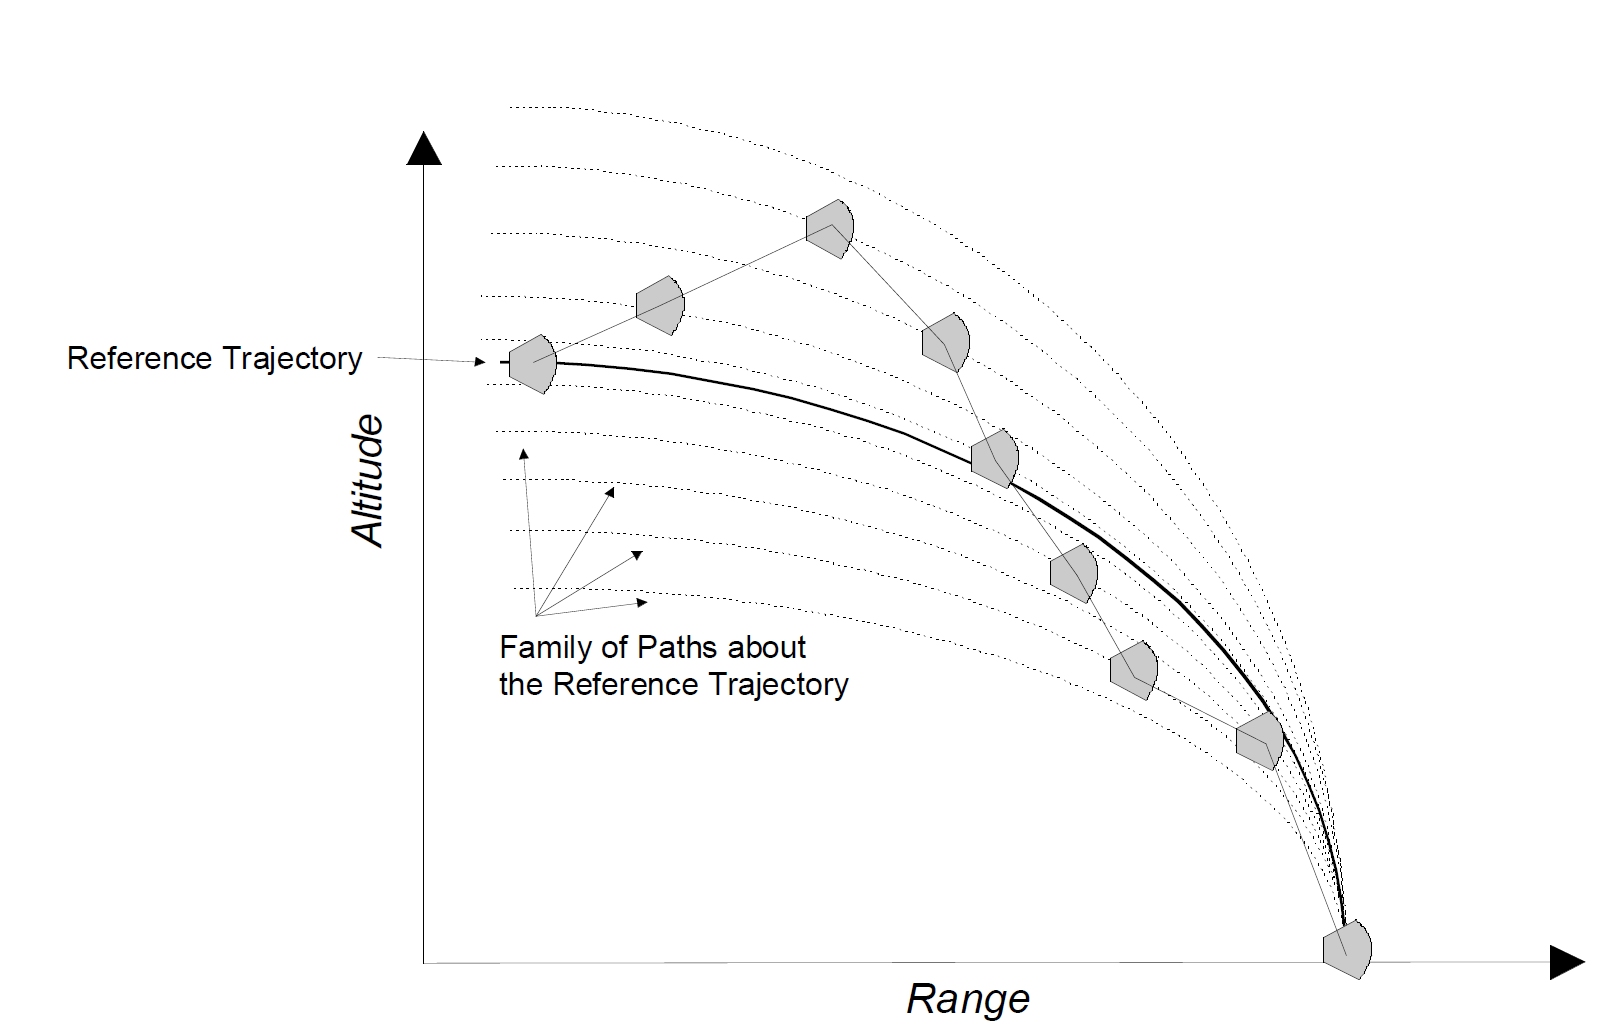 Reference Trajectory
Altitude
Family of Paths about
the Reference Trajectory
Range